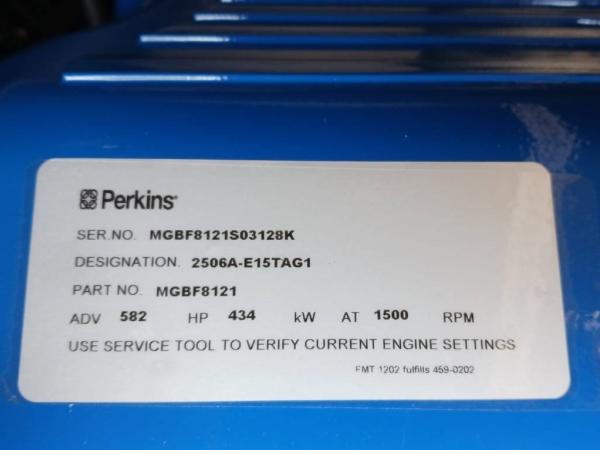 Perkins
SER.NO. MGBF8121S03128K
DESIGNATION. 2506A-E15TAG1
PART NO. MGBF8121
ADV 582 HP 434 kW AT 1500 RPM
USE SERVICE TOOL TO VERIFY CURRENT ENGINE SETTINGS
FMT 1202 fulfills 459-0202